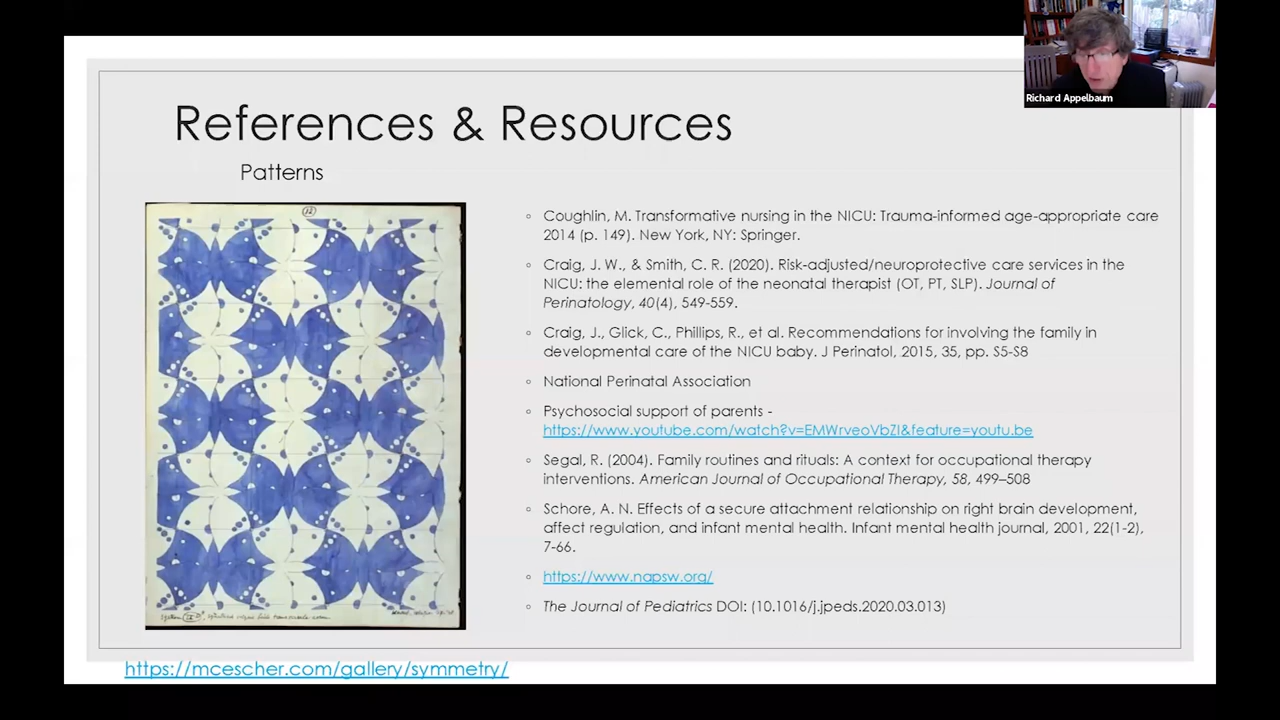 Richard Appelbaum
References & Resources
Patterns
12
Coughlin, M. Transformative nursing in the NICU: Trauma-informed age-appropriate care
2014 (p. 149). New York, NY: Springer.
Craig, J. W., & Smith, C. R. (2020). Risk-adjusted/neuroprotective care services in the
NICU: the elemental role of the neonatal therapist (OT, PT, SLP). Journal of
Perinatology, 40(4), 549-559.
Craig, J., Glick, C., Phillips, R., et al. Recommendations for involving the family in
developmental care of the NICU baby. J Perinatol, 2015, 35, pp. S5-S8
National Perinatal Association
Psychosocial support of parents -
https://www.youtube.com/watch?v=EMWrveoVbZI&feature=youtu.be
Segal, R. (2004). Family routines and rituals: A context for occupational therapy
interventions. American Journal of Occupational Therapy, 58, 499–508
Schore, A. N. Effects of a secure attachment relationship on right brain development,
affect regulation, and infant mental health. Infant mental health journal, 2001, 22(1-2),
7-66.
https://www.napsw.org/
The Journal of Pediatrics DOI: (10.1016/j.jpeds.2020.03.013)
https://mcescher.com/gallery/symmetry/